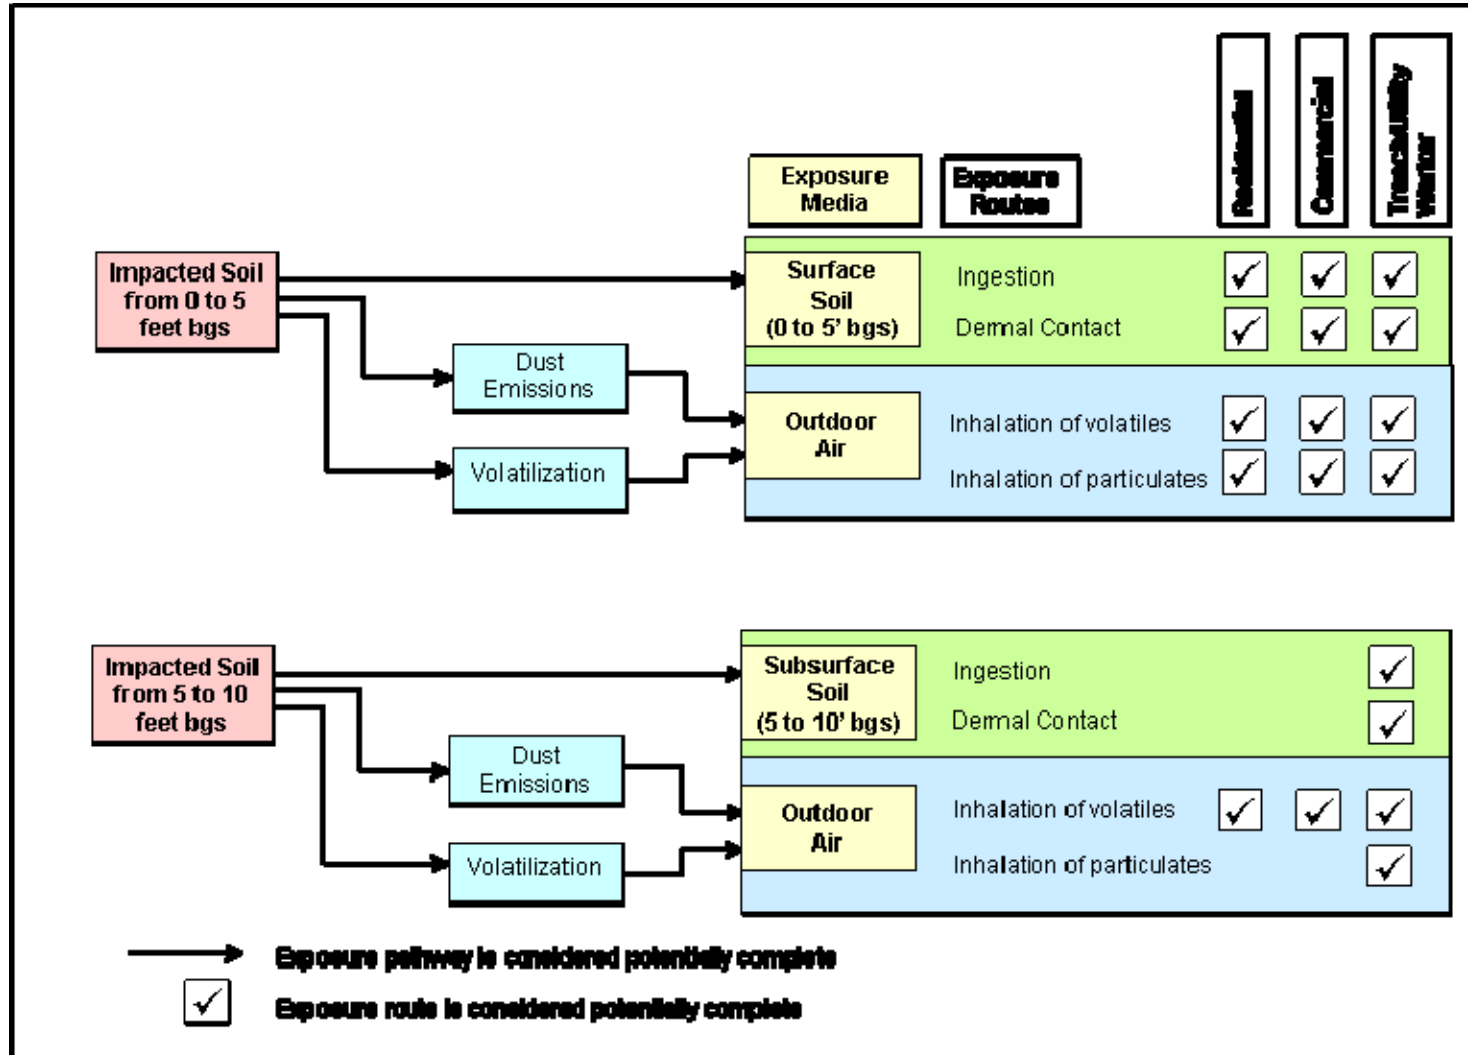 Residential
Commercial
Trench/Utility
Worker
Exposure
Media
Exposure
Routes
Impacted Soil
from 0 to 5
feet bgs
Surface
Soil
(0 to 5' bgs)
Ingestion
Dermal Contact
Dust
Emissions
Outdoor
Air
Inhalation of volatiles
Volatilization
Inhalation of particulates
Impacted Soil
from 5 to 10
feet bgs
Subsurface
Soil
(5 to 10' bgs)
Ingestion
Dermal Contact
Dust
Emissions
Outdoor
Air
Inhalation of volatiles
Volatilization
Inhalation of particulates
Exposure pathway is considered potentially complete
Exposure route is considered potentially complete